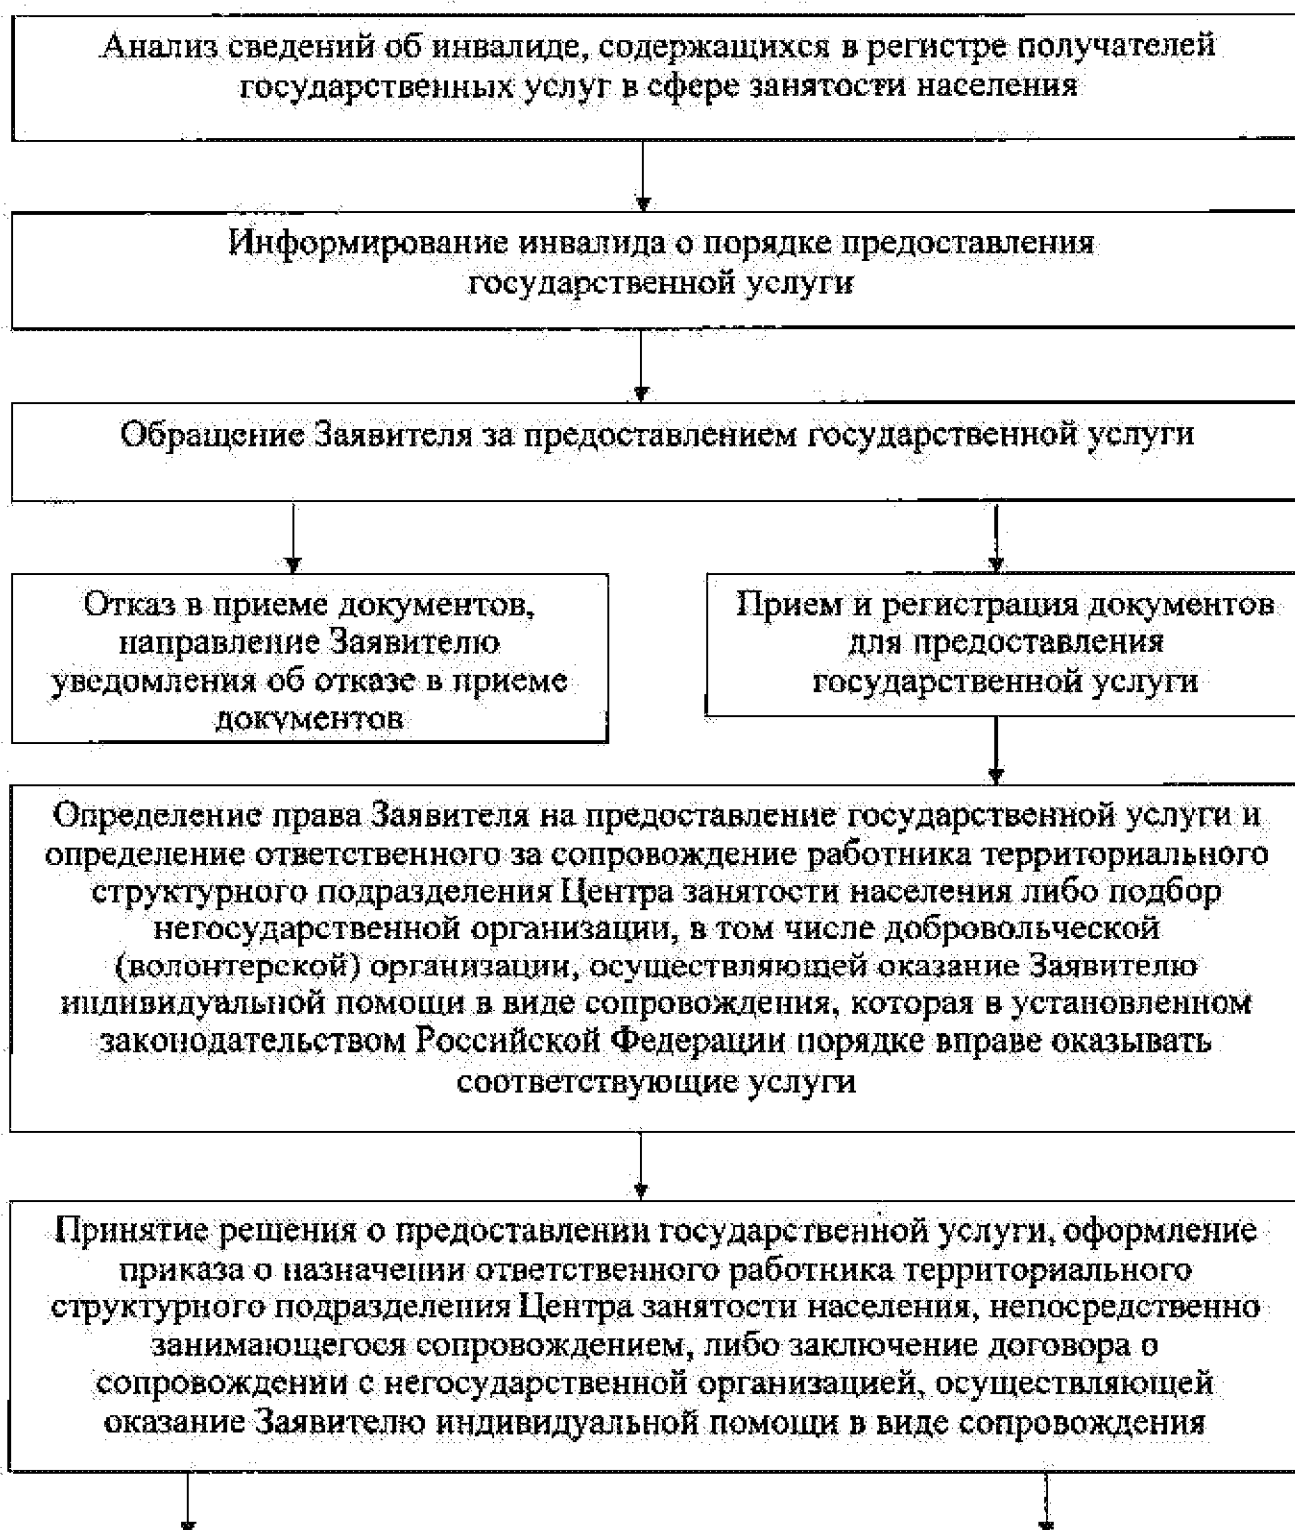 Анализ сведений об инвалиде, содержащихся в регистре получателей
государственных услуг в сфере занятости населения
Информирование инвалида о порядке предоставления
государственной услуги
Обращение Заявителя за предоставлением государственной услуги
Отказ в приеме документов,
направление Заявителю
уведомления об отказе в приеме
документов
Прием и регистрация документов
для предоставления
государственной услуги
Определение права Заявителя на предоставление государственной услуги и
определение ответственного за сопровождение работника территориального
структурного подразделения Центра занятости населения либо подбор
негосударственной организации, в том числе добровольческой
(волонтерской) организации, осуществляющей оказание Заявителю
индивидуальной помощи в виде сопровождения, которая в установленном
законодательством Российской Федерации порядке вправе оказывать
соответствующие услуги
Принятие решения о предоставлении государственной услуги, оформление
приказа о назначении ответственного работника территориального
структурного подразделения Центра занятости населения, непосредственно
занимающегося сопровождением, либо заключение договора о
сопровождении с негосударственной организацией, осуществляющей
оказание Заявителю индивидуальной помощи в виде сопровождения